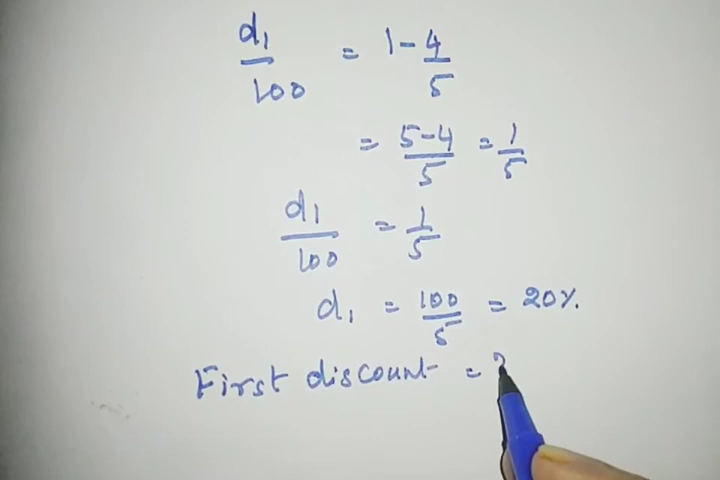 d₁/100 = 1 - 4/5
= 5-4/5 = 1/5
d₁/100 = 1/5
d₁ = 100/5 = 20%.
First discount =